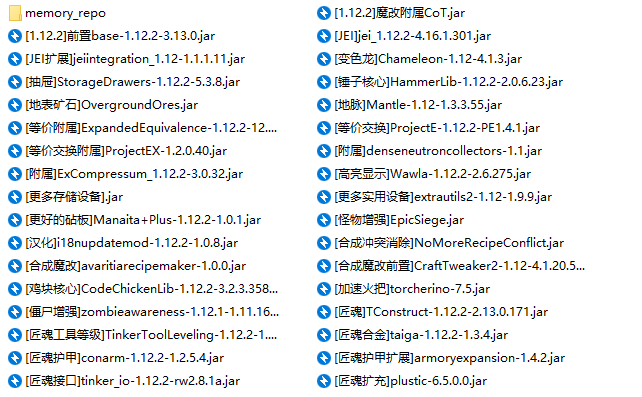 memory_repo
[1.12.2]魔改附属CoT.jar
[1.12.2]前置base-1.12.2-3.13.0.jar
[JEI]jei_1.12.2-4.16.1.301.jar
[JEI扩展]jeiintegration_1.12-1.1.1.11.jar
[变色龙]Chameleon-1.12-4.1.3.jar
[抽屉]StorageDrawers-1.12.2-5.3.8.jar
[锤子核心]HammerLib-1.12.2-2.0.6.23.jar
[地表矿石]OvergroundOres.jar
[地脉]Mantle-1.12-1.3.3.55.jar
[等价附属]ExpandedEquivalence-1.12.2-12....
[等价交换]ProjectE-1.12.2-PE1.4.1.jar
[等价交换附属]ProjectEX-1.2.0.40.jar
[附属]denseneutroncollectors-1.1.jar
[附属]ExCompressum_1.12.2-3.0.32.jar
[高亮显示]Wawla-1.12.2-2.6.275.jar
[更多存储设备].jar
[更多实用设备]extrautils2-1.12-1.9.9.jar
[更好的砧板]Manaita+Plus-1.12.2-1.0.1.jar
[怪物增强]EpicSiege.jar
[汉化]i18nupdatemod-1.12.2-1.0.8.jar
[合成冲突消除]NoMoreRecipeConflict.jar
[合成魔改]avaritiarecipemaker-1.0.0.jar
[合成魔改前置]CraftTweaker2-1.12-4.1.20.5...
[鸡块核心]CodeChickenLib-1.12.2-3.2.3.358...
[加速火把]torcherino-7.5.jar
[僵尸增强]zombieawareness-1.12.1-1.11.16...
[匠魂]TConstruct-1.12.2-2.13.0.171.jar
[匠魂工具等级]TinkerToolLeveling-1.12.2-1....
[匠魂合金]taiga-1.12.2-1.3.4.jar
[匠魂护甲]conarm-1.12.2-1.2.5.4.jar
[匠魂护甲扩展]armoryexpansion-1.4.2.jar
[匠魂接口]tinker_io-1.12.2-rw2.8.1a.jar
[匠魂扩充]plustic-6.5.0.0.jar